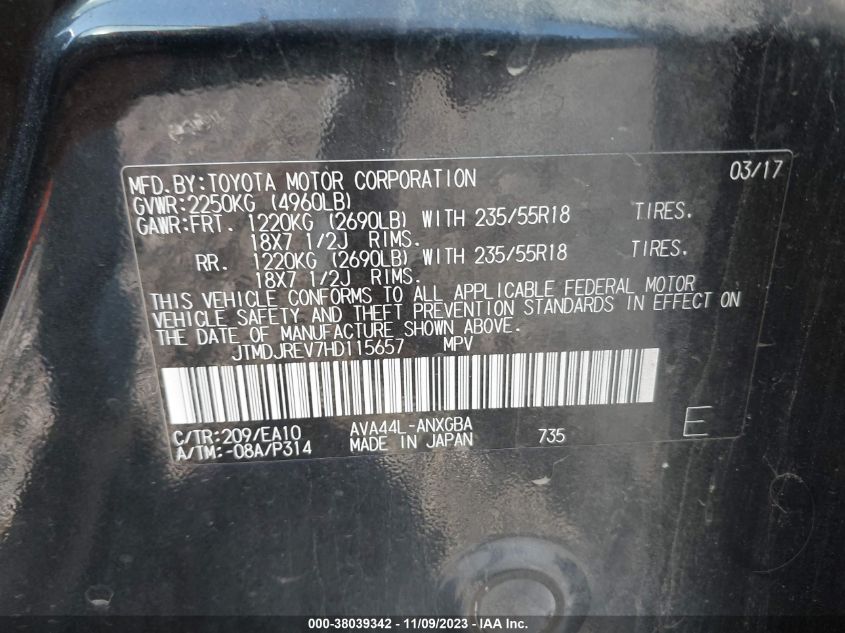 MFD.BY:TOYOTA MOTOR CORPORATION 03/17
GVWR:2250KG (4960LB)
GAWR:FRT. 1220KG (2690LB) WITH 235/55R18 TIRES.
18X7 1/2J RIMS.
RR. 1220KG (2690LB) WITH 235/55R18 TIRES.
18X7 1/2J RIMS.
THIS VEHICLE CONFORMS TO ALL APPLICABLE FEDERAL MOTOR
VEHICLE SAFETY AND THEFT PREVENTION STANDARDS IN EFFECT ON
THE DATE OF MANUFACTURE SHOWN ABOVE.
JTMDJREV7HD115657 MPV
C/TR:209/EA10 AVA44L-ANXGBA
A/TM:-08A/P314 MADE IN JAPAN 735 E
000-38039342 - 11/09/2023 - IAA Inc.